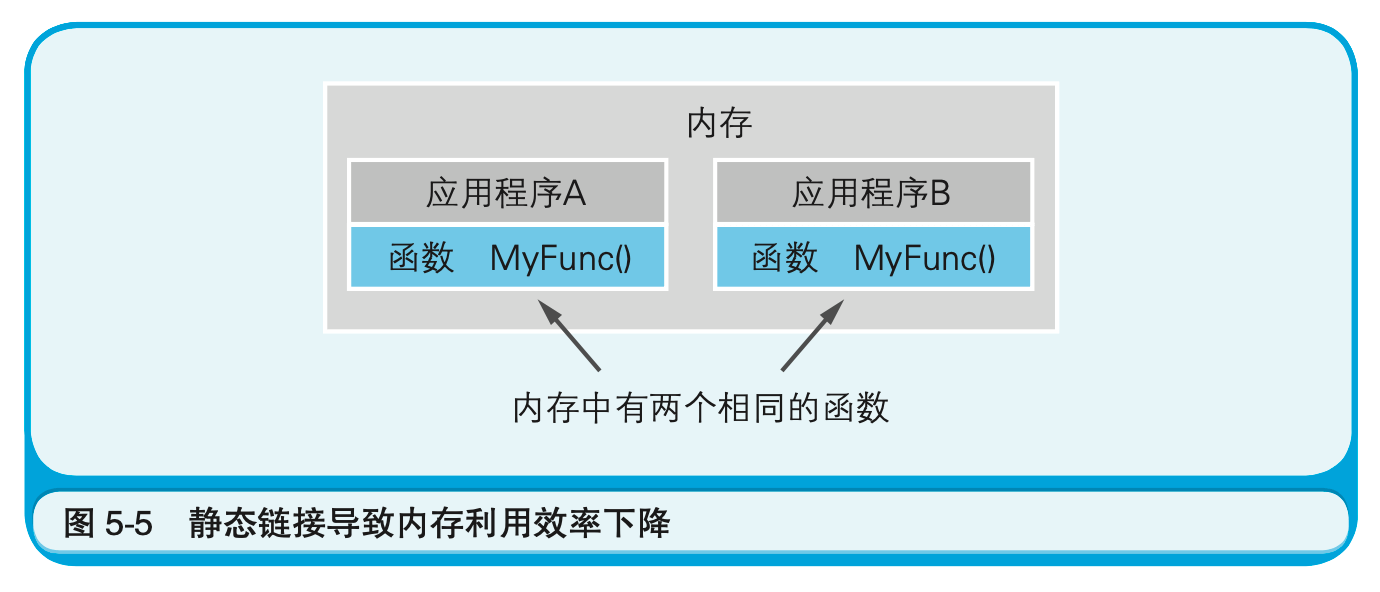 内存
应用程序A
应用程序B
函数 MyFunc()
函数 MyFunc()
内存中有两个相同的函数
图 5-5 静态链接导致内存利用效率下降